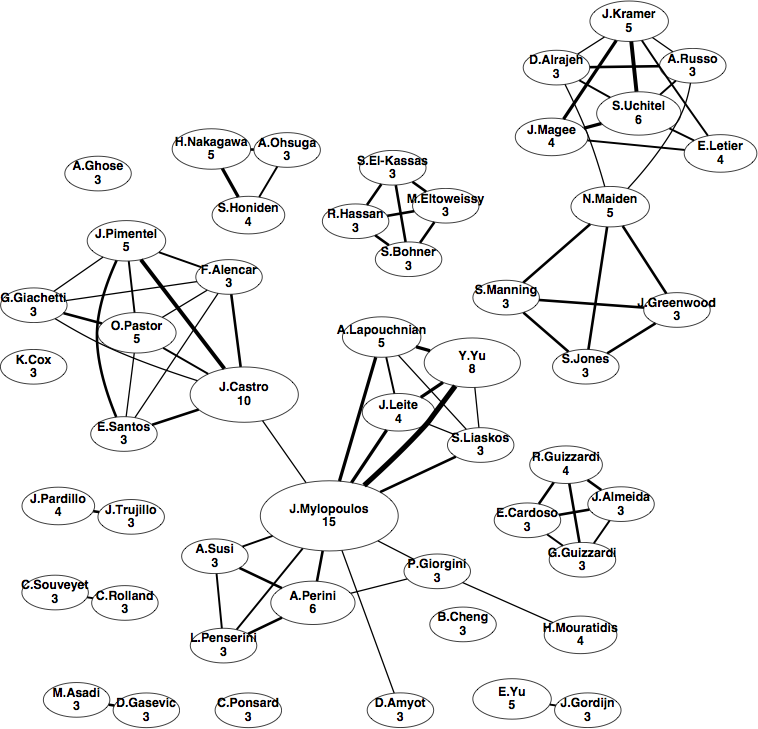 J.Kramer
5
D.Alrajeh
3
A.Russo
3
S.Uchitel
6
J.Magee
4
E.Letier
4
H.Nakagawa
5
A.Ohsuga
3
A.Ghose
3
S.El-Kassas
3
S.Honiden
4
R.Hassan
3
M.Eltoweissy
3
N.Maiden
5
J.Pimentel
5
S.Bohner
3
F.Alencar
3
G.Giachetti
3
S.Manning
3
J.Greenwood
3
O.Pastor
5
A.Lapouchnian
5
Y.Yu
8
K.Cox
3
S.Jones
3
J.Castro
10
J.Leite
4
E.Santos
3
S.Liaskos
3
R.Guizzardi
4
J.Pardillo
4
J.Trujillo
3
J.Mylopoulos
15
E.Cardoso
3
J.Almeida
3
A.Susi
3
G.Guizzardi
3
P.Giorgini
3
C.Souveyet
3
C.Rolland
3
A.Perini
6
L.Penserini
3
B.Cheng
3
H.Mouratidis
4
M.Asadi
3
D.Gasevic
3
C.Ponsard
3
D.Amyot
3
E.Yu
5
J.Gordijn
3